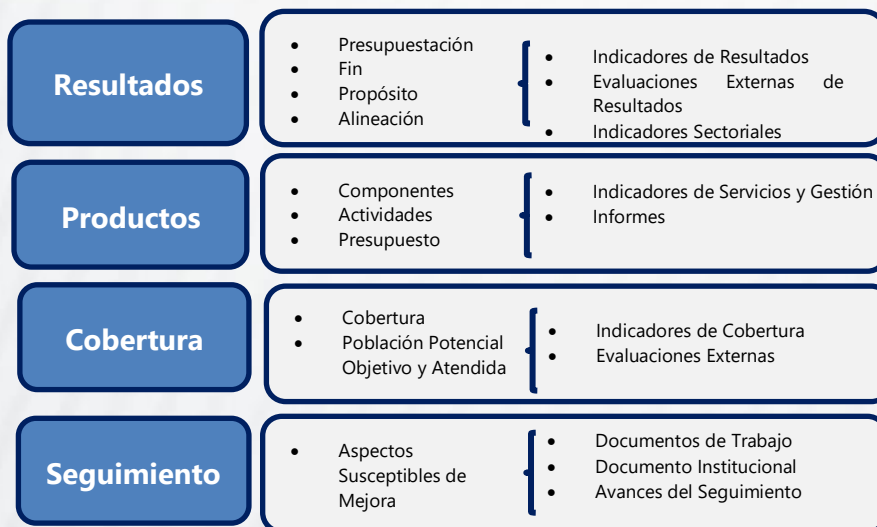 Resultados
• Presupuestación
• Fin
• Propósito
• Alineación
• Indicadores de Resultados
• Evaluaciones Externas de
Resultados
• Indicadores Sectoriales
Productos
• Componentes
• Actividades
• Presupuesto
• Indicadores de Servicios y Gestión
• Informes
Cobertura
• Cobertura
• Población Potencial
Objetivo y Atendida
• Indicadores de Cobertura
• Evaluaciones Externas
Seguimiento
• Aspectos
Susceptibles de
Mejora
• Documentos de Trabajo
• Documento Institucional
• Avances del Seguimiento